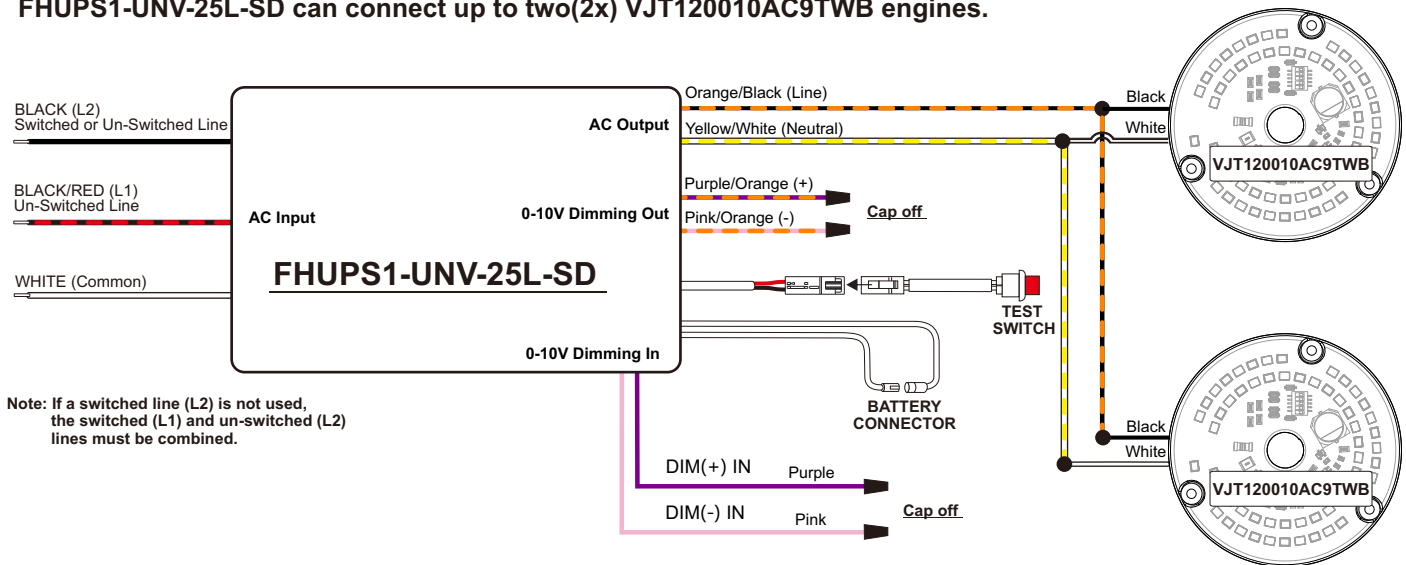 FHUPS1-UNV-25L-SD can connect up to two(2x) VJT120010AC9TWB engines.
BLACK (L2)
Switched or Un-Switched Line
BLACK/RED (L1)
Un-Switched Line
WHITE (Common)
AC Input
AC Output
0-10V Dimming Out
FHUPS1-UNV-25L-SD
0-10V Dimming In
Orange/Black (Line)
Yellow/White (Neutral)
Purple/Orange (+)
Pink/Orange (-)
Cap off
TEST
SWITCH
BATTERY
CONNECTOR
Black
White
VJT120010AC9TWB
Black
White
VJT120010AC9TWB
Note: If a switched line (L2) is not used,
the switched (L1) and un-switched (L2)
lines must be combined.
DIM(+) IN Purple
DIM(-) IN Pink
Cap off